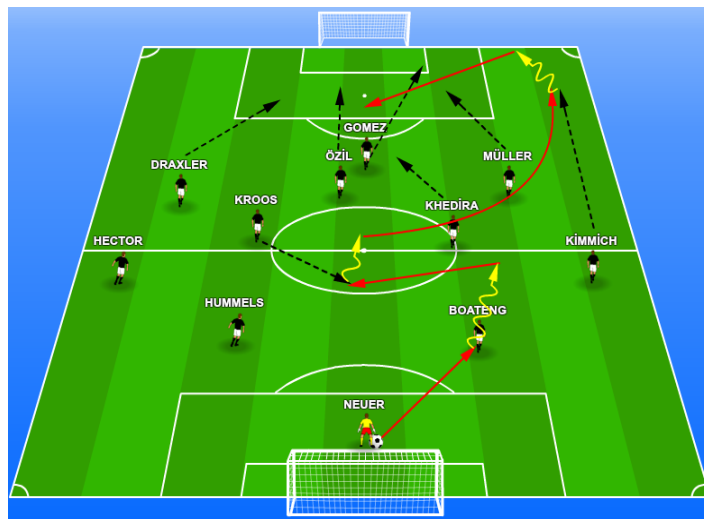 GOMEZ
ÖZİL
MÜLLER
DRAXLER
KROOS
KHEDİRA
HECTOR
KİMMİCH
HUMMELS
BOATENG
NEUER